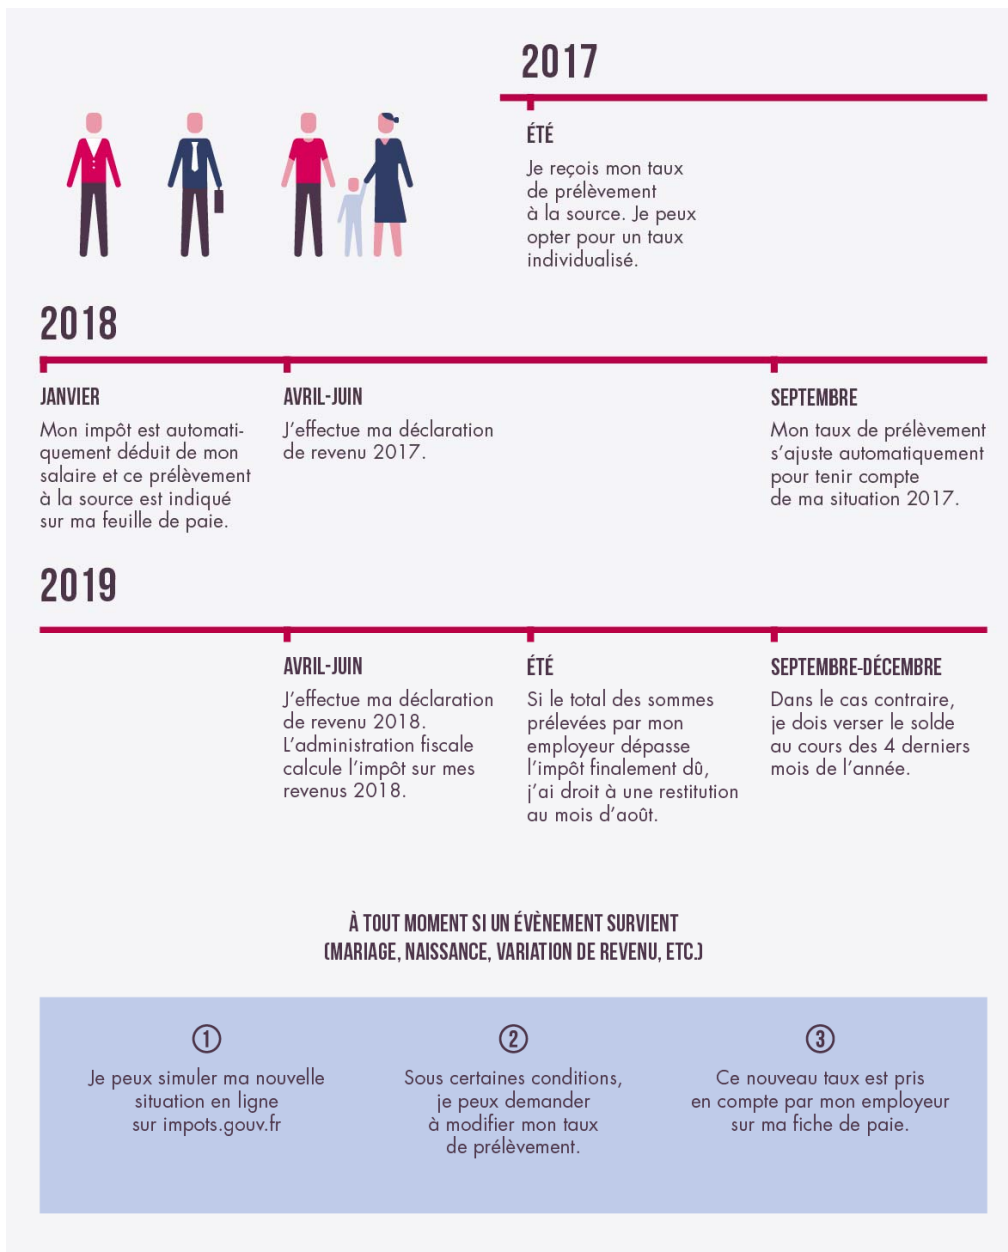 2017
ÉTÉ
Je reçois mon taux
de prélèvement
à la source. Je peux
opter pour un taux
individualisé.
2018
JANVIER
Mon impôt est automati-
quement déduit de mon
salaire et ce prélèvement
à la source est indiqué
sur ma feuille de paie.
AVRIL-JUIN
J’effectue ma déclaration
de revenu 2017.
SEPTEMBRE
Mon taux de prélèvement
s’ajuste automatiquement
pour tenir compte
de ma situation 2017.
2019
AVRIL-JUIN
J’effectue ma déclaration
de revenu 2018.
L’administration fiscale
calcule l’impôt sur mes
revenus 2018.
ÉTÉ
Si le total des sommes
prélevées par mon
employeur dépasse
l’impôt finalement dû,
j’ai droit à une restitution
au mois d’août.
SEPTEMBRE-DÉCEMBRE
Dans le cas contraire,
je dois verser le solde
au cours des 4 derniers
mois de l’année.
À TOUT MOMENT SI UN ÉVÈNEMENT SURVIENT
(MARIAGE, NAISSANCE, VARIATION DE REVENU, ETC.)
1
Je peux simuler ma nouvelle
situation en ligne
sur impots.gouv.fr
2
Sous certaines conditions,
je peux demander
à modifier mon taux
de prélèvement.
3
Ce nouveau taux est pris
en compte par mon employeur
sur ma fiche de paie.